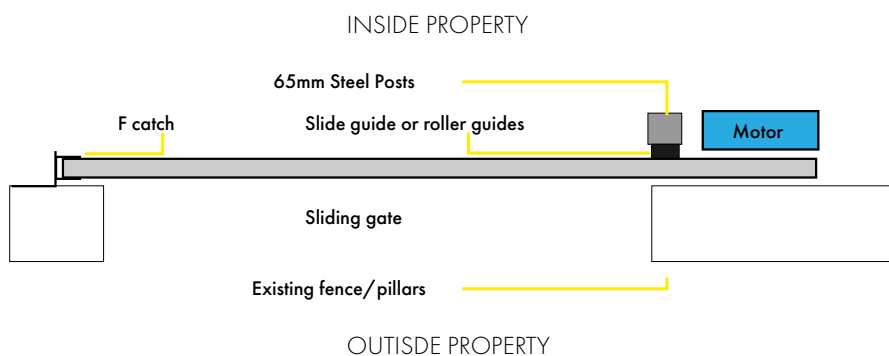 INSIDE PROPERTY
65mm Steel Posts
F catch
Slide guide or roller guides
Motor
Sliding gate
Existing fence/pillars
OUTISDE PROPERTY